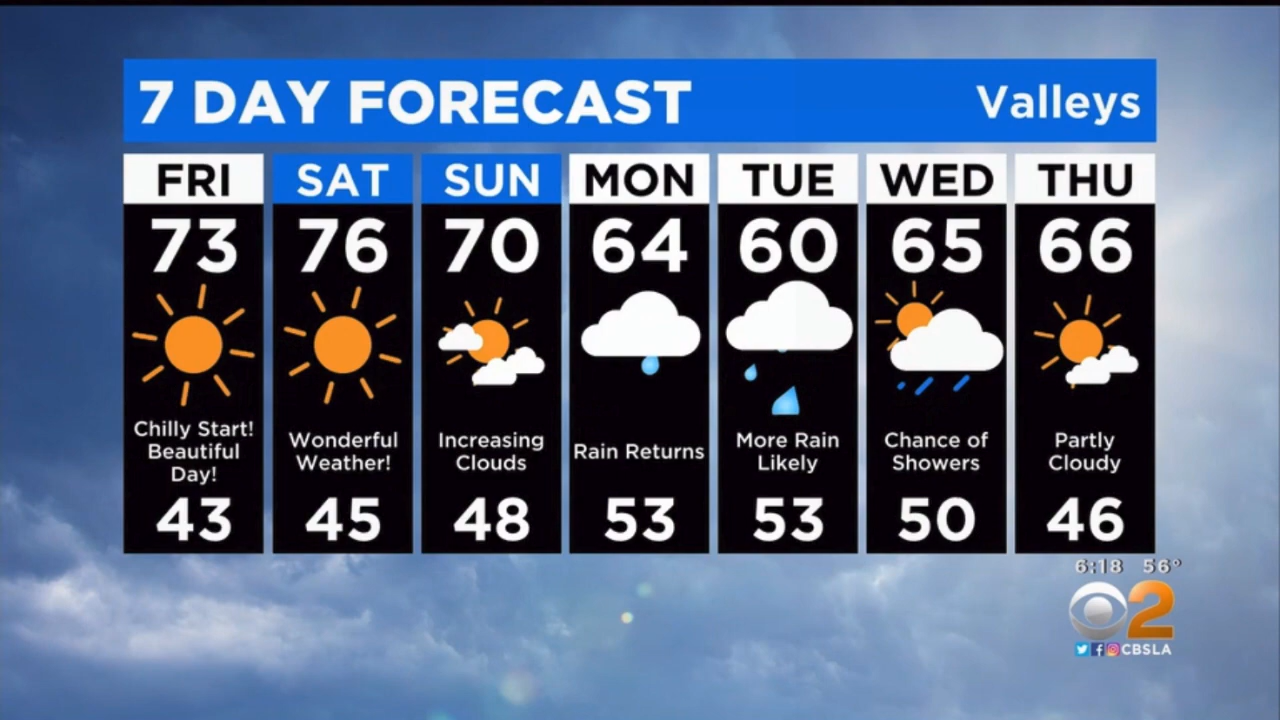 7 DAY FORECAST
Valleys
FRI SAT SUN MON TUE WED THU
73 76 70 64 60 65 66
Chilly Start!
Beautiful
Day!
Wonderful
Weather!
Increasing
Clouds
Rain Returns
More Rain
Likely
Chance of
Showers
Partly
Cloudy
43 45 48 53 53 50 46
6:18 56°
2
CBSLA